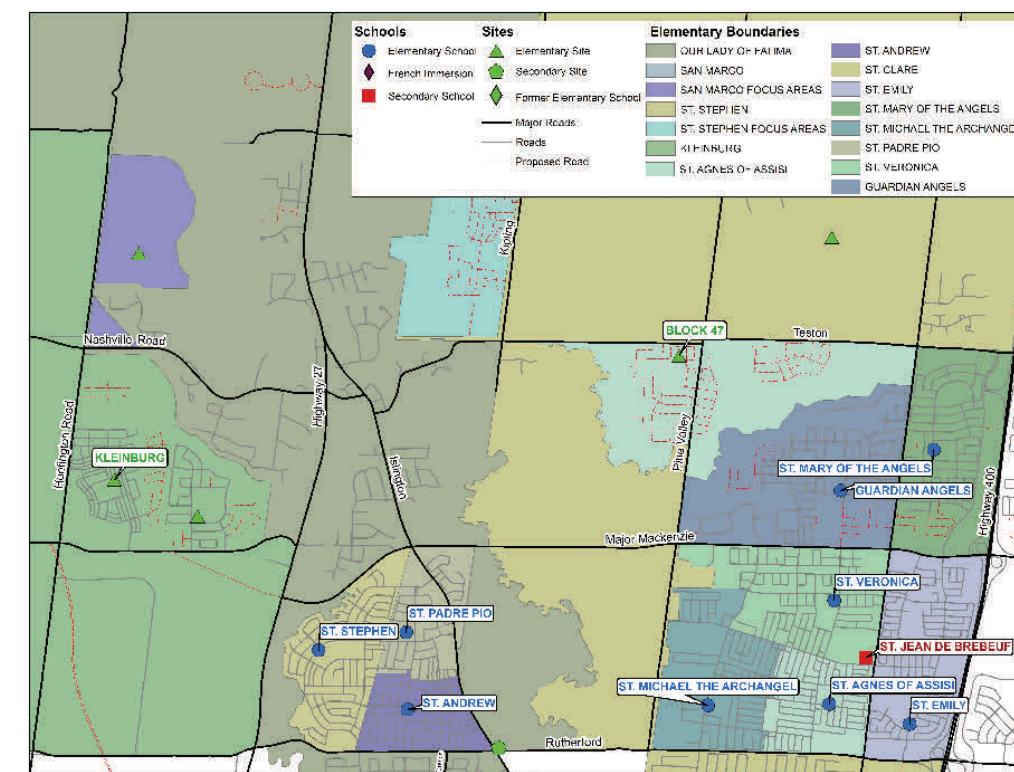 Schools
Elementary School
French Immersion
Secondary School
Sites
Elementary Site
Secondary Site
Former Elementary School
Major Roads
Roads
Proposed Road
Elementary Boundaries
OUR LADY OF FATIMA
SAN MARCO
SAN MARCO FOCUS AREAS
ST. STEPHEN
ST. STEPHEN FOCUS AREAS
KLEINBURG
ST. AGNES OF ASSISI
ST. ANDREW
ST. CLARE
ST. EMILY
ST. MARY OF THE ANGELS
ST. MICHAEL THE ARCHANGE
ST. PADRE PIO
ST. VERONICA
GUARDIAN ANGELS
Kipling
Nashville Road
BLOCK 47
Teston
Highway 27
Huntington Road
KLEINBURG
Islington
Pine Valley
ST. MARY OF THE ANGELS
GUARDIAN ANGELS
Highway 400
Major Mackenzie
ST. VERONICA
ST. PADRE PIO
ST. STEPHEN
ST. JEAN DE BREBEUF
ST. MICHAEL THE ARCHANGEL
ST. AGNES OF ASSISI
ST. ANDREW
ST. EMILY
Rutherford